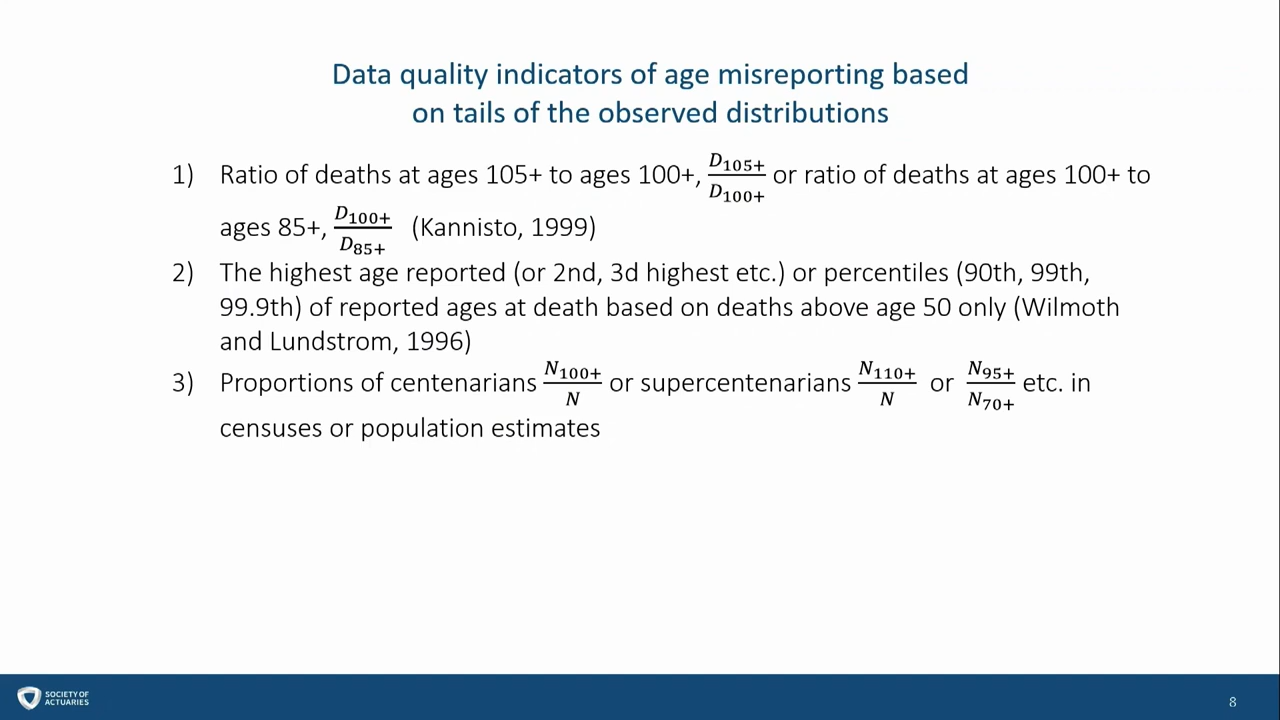 Data quality indicators of age misreporting based
on tails of the observed distributions
1) Ratio of deaths at ages 105+ to ages 100+, D₁₀₅₊/D₁₀₀₊ or ratio of deaths at ages 100+ to
ages 85+, D₁₀₀₊/D₈₅₊ (Kannisto, 1999)
2) The highest age reported (or 2nd, 3d highest etc.) or percentiles (90th, 99th,
99.9th) of reported ages at death based on deaths above age 50 only (Wilmoth
and Lundstrom, 1996)
3) Proportions of centenarians N₁₀₀₊/N or supercentenarians N₁₁₀₊/N or N₉₅₊/N₇₀₊ etc. in
censuses or population estimates
SOCIETY OF
ACTUARIES
8